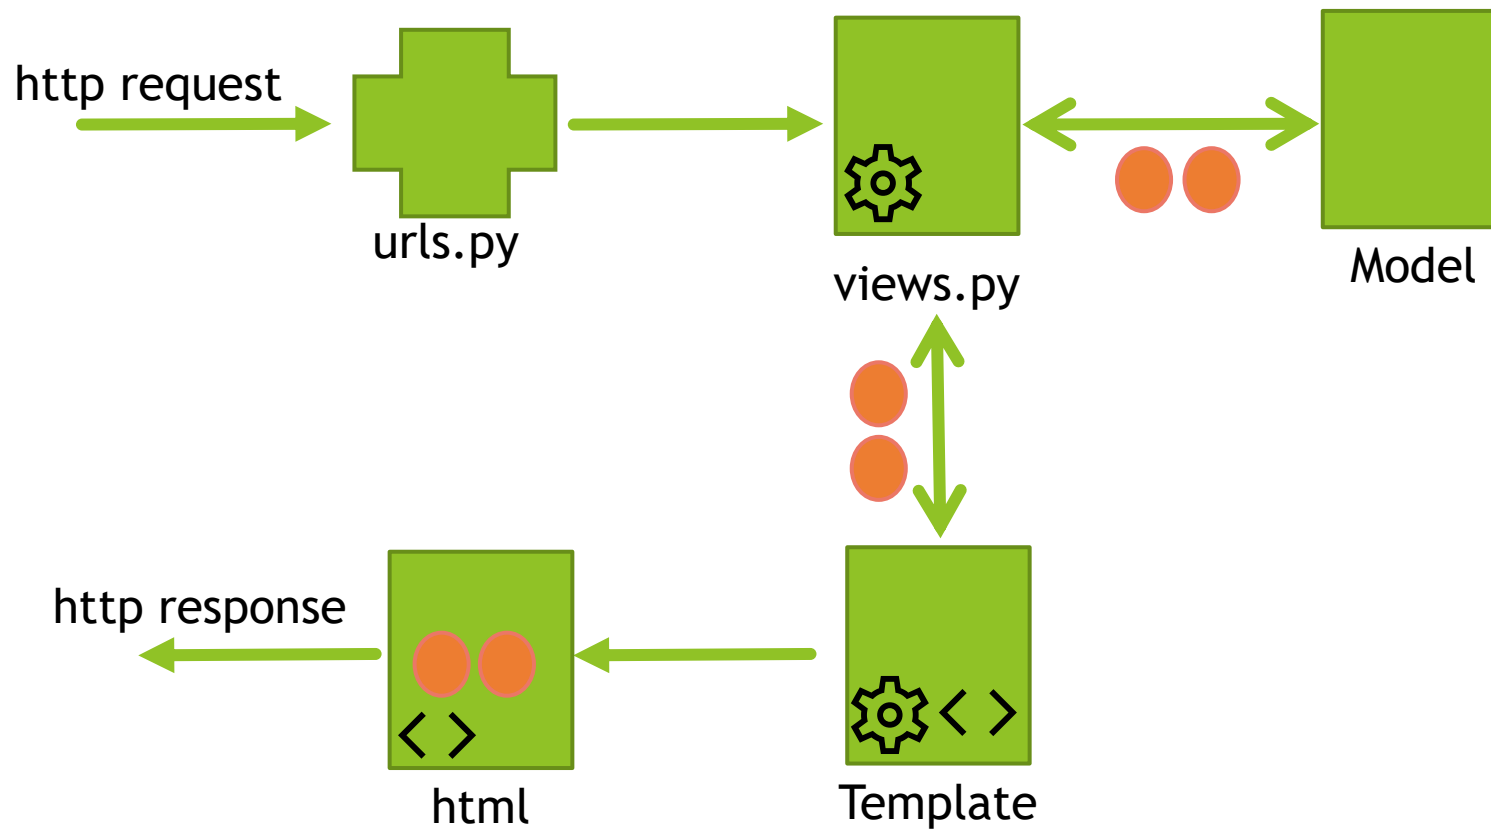 http request
urls.py
views.py
Model
http response
html
Template